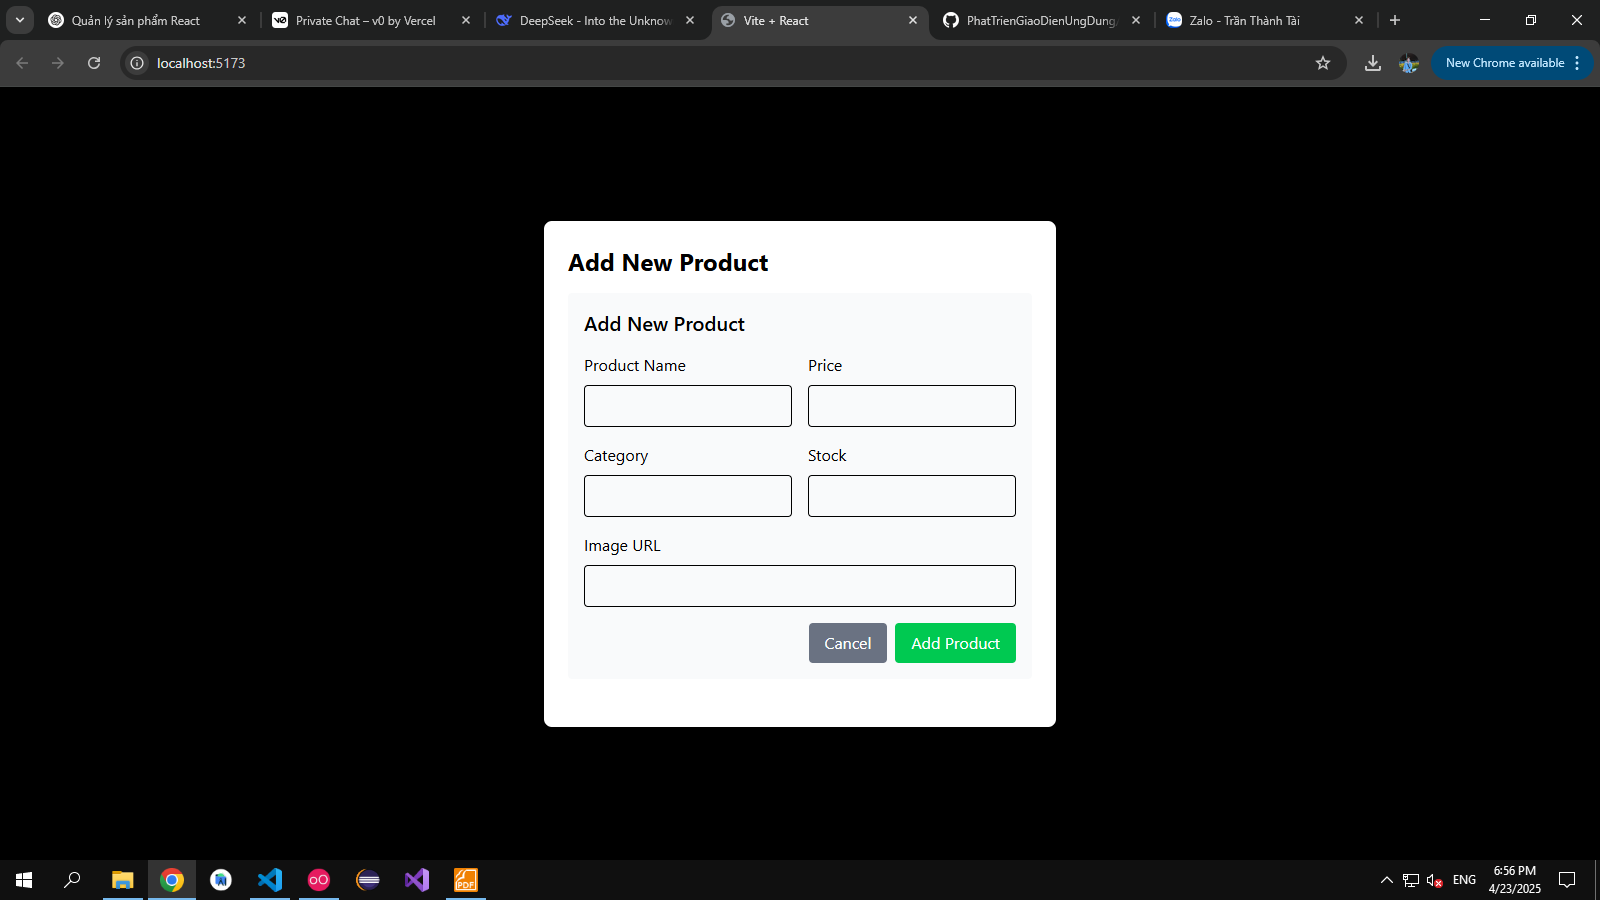 Quản lý sản phẩm React
Private Chat – v0 by Vercel
DeepSeek - Into the Unknow
Vite + React
PhatTrienGiaoDienUngDung
Zalo - Trần Thành Tài
localhost:5173
New Chrome available
Add New Product
Add New Product
Product Name
Price
Category
Stock
Image URL
Cancel
Add Product
ENG
6:56 PM
4/23/2025